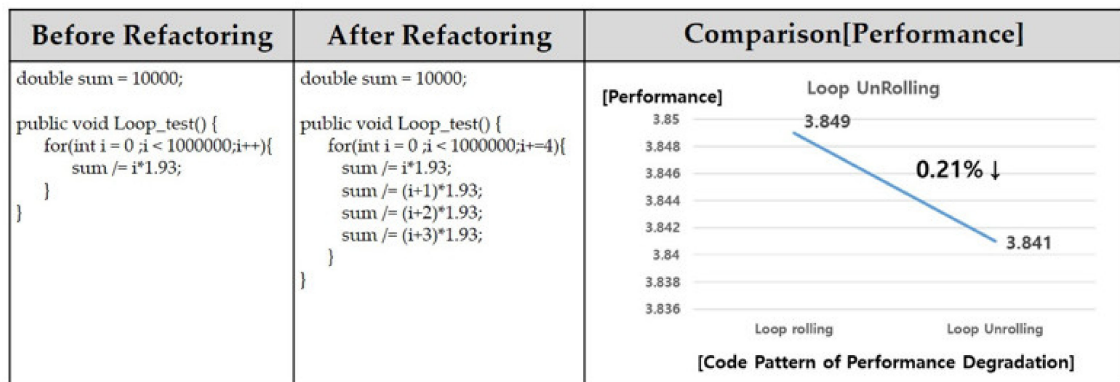 Before Refactoring
After Refactoring
Comparison[Performance]
double sum = 10000;
public void Loop_test() {
for(int i = 0 ;i < 1000000;i++){
sum /= i*1.93;
}
}
double sum = 10000;
public void Loop_test() {
for(int i = 0 ;i < 1000000;i+=4){
sum /= i*1.93;
sum /= (i+1)*1.93;
sum /= (i+2)*1.93;
sum /= (i+3)*1.93;
}
}
Loop UnRolling
[Performance]
3.85
3.848
3.846
3.844
3.842
3.84
3.838
3.836
3.849
0.21% ↓
3.841
Loop rolling
Loop Unrolling
[Code Pattern of Performance Degradation]